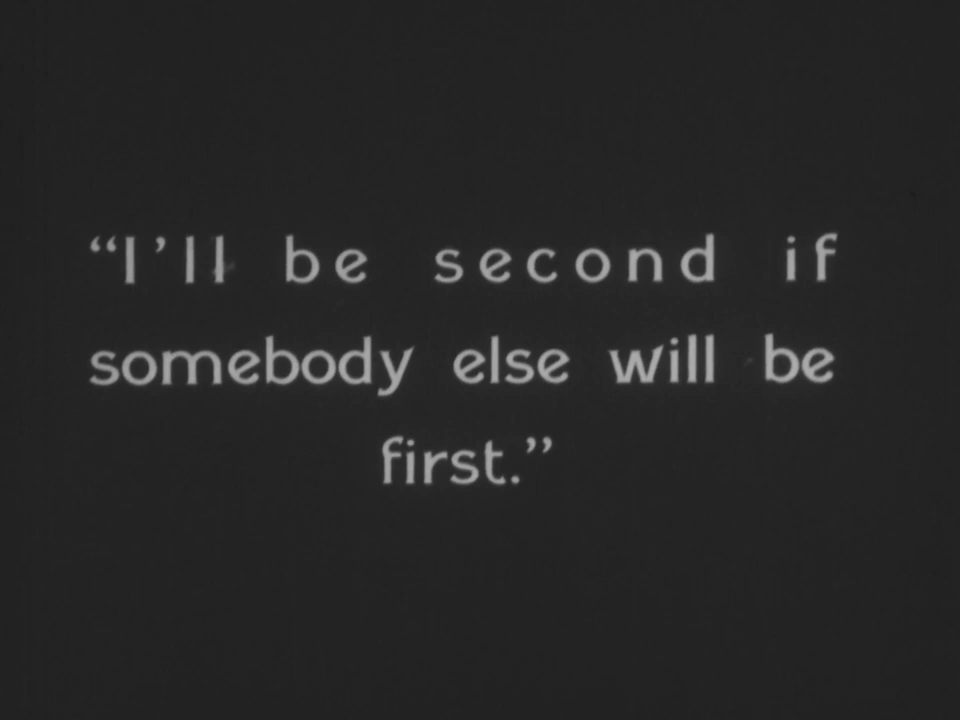 “I’ll be second if
somebody else will be
first.”